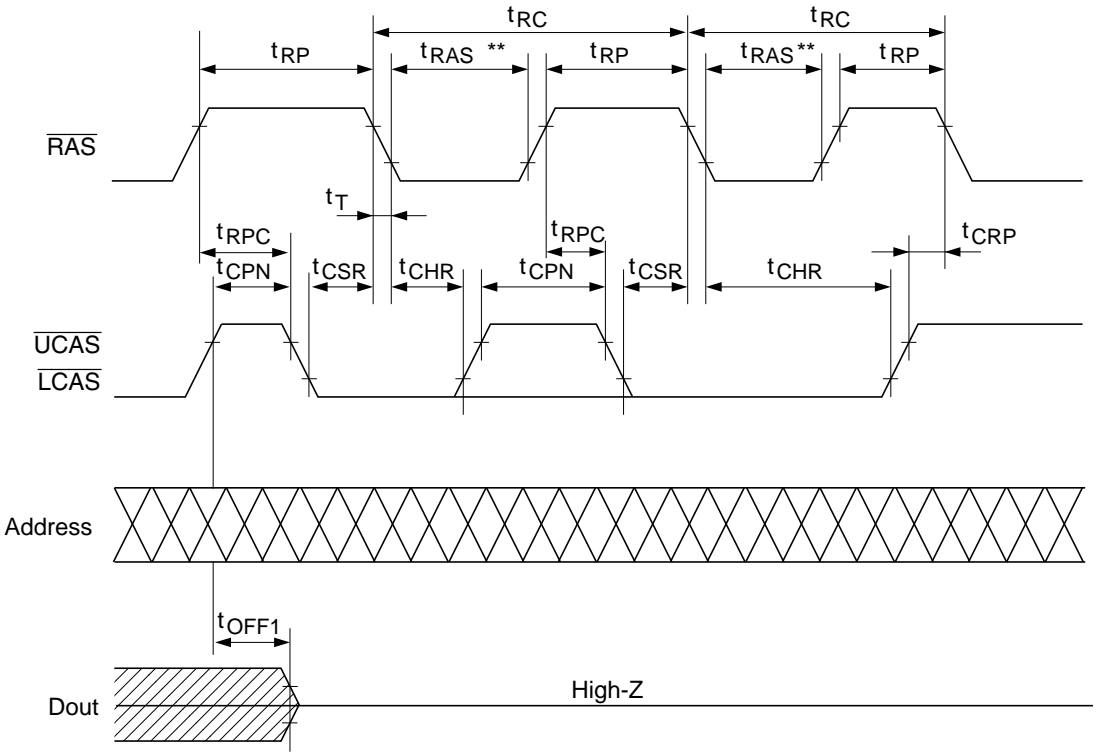 tRC tRC
tRP tRAS ** tRP tRAS ** tRP
RAS
tT
tRPC tRPC tCRP
tCPN tCSR tCHR tCPN tCSR tCHR
UCAS
LCAS
Address
tOFF1
High-Z
Dout